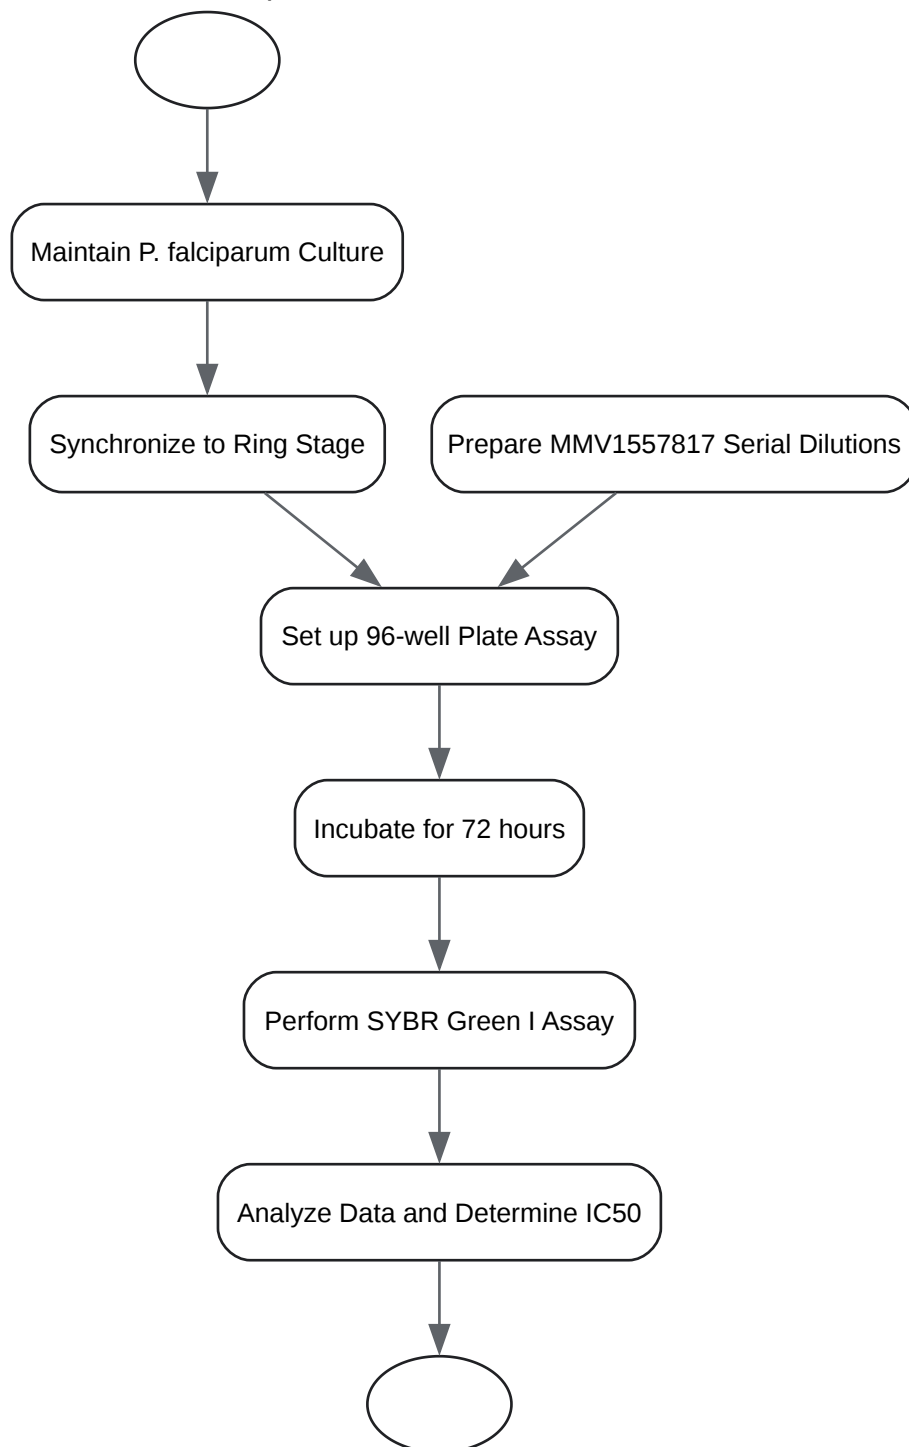 Maintain P. falciparum Culture
Synchronize to Ring Stage
Prepare MMV1557817 Serial Dilutions
Set up 96-well Plate Assay
Incubate for 72 hours
Perform SYBR Green I Assay
Analyze Data and Determine IC50